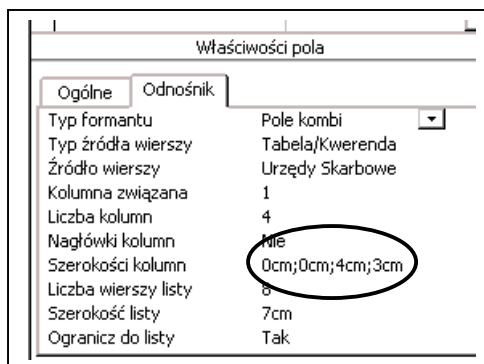 Właściwości pola
Ogólne Odnośnik
Typ formantu Pole kombi
Typ źródła wierszy Tabela/Kwerenda
Źródło wierszy Urzędy Skarbowe
Kolumna związana 1
Liczba kolumn 4
Nagłówki kolumn Nie
Szerokości kolumn 0cm;0cm;4cm;3cm
Liczba wierszy listy 8
Szerokość listy 7cm
Ogranicz do listy Tak